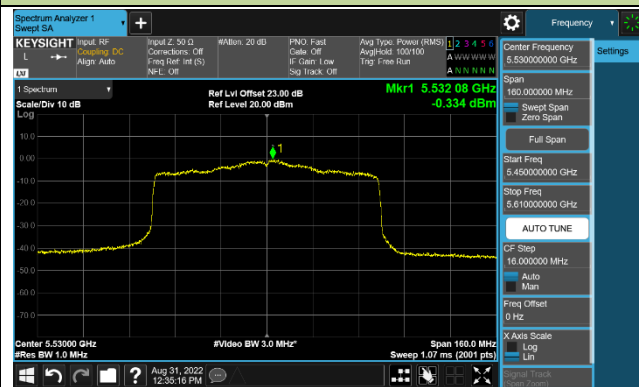 Spectrum Analyzer 1
Swept SA
Frequency
KEYSIGHT
Input: RF
Coupling: DC
Align: Auto
Input Z: 50 Ω
Corrections: Off
Freq Ref: Int (S)
NFE: Off
#Atten: 20 dB
PNO: Fast
Gate: Off
IF Gain: Low
Sig Track: Off
Avg Type: Power (RMS)
Avg|Hold: 100/100
Trig: Free Run
1 2 3 4 5 6
A W W W W W
A N N N N N
L
LXI
Center Frequency
5.530000000 GHz
Settings
Span
160.000000 MHz
Swept Span
Zero Span
Full Span
Start Freq
5.450000000 GHz
Stop Freq
5.610000000 GHz
AUTO TUNE
CF Step
16.000000 MHz
Auto
Man
Freq Offset
0 Hz
X Axis Scale
Log
Lin
Signal Track
(Span Zoom)
1 Spectrum
Scale/Div 10 dB
Log
Ref Lvl Offset 23.00 dB
Ref Level 20.00 dBm
Mkr1 5.532 08 GHz
-0.334 dBm
1
10.0
0.00
-10.0
-20.0
-30.0
-40.0
-50.0
-60.0
-70.0
Center 5.53000 GHz
#Res BW 1.0 MHz
#Video BW 3.0 MHz*
Span 160.0 MHz
Sweep 1.07 ms (2001 pts)
Aug 31, 2022
12:35:16 PM